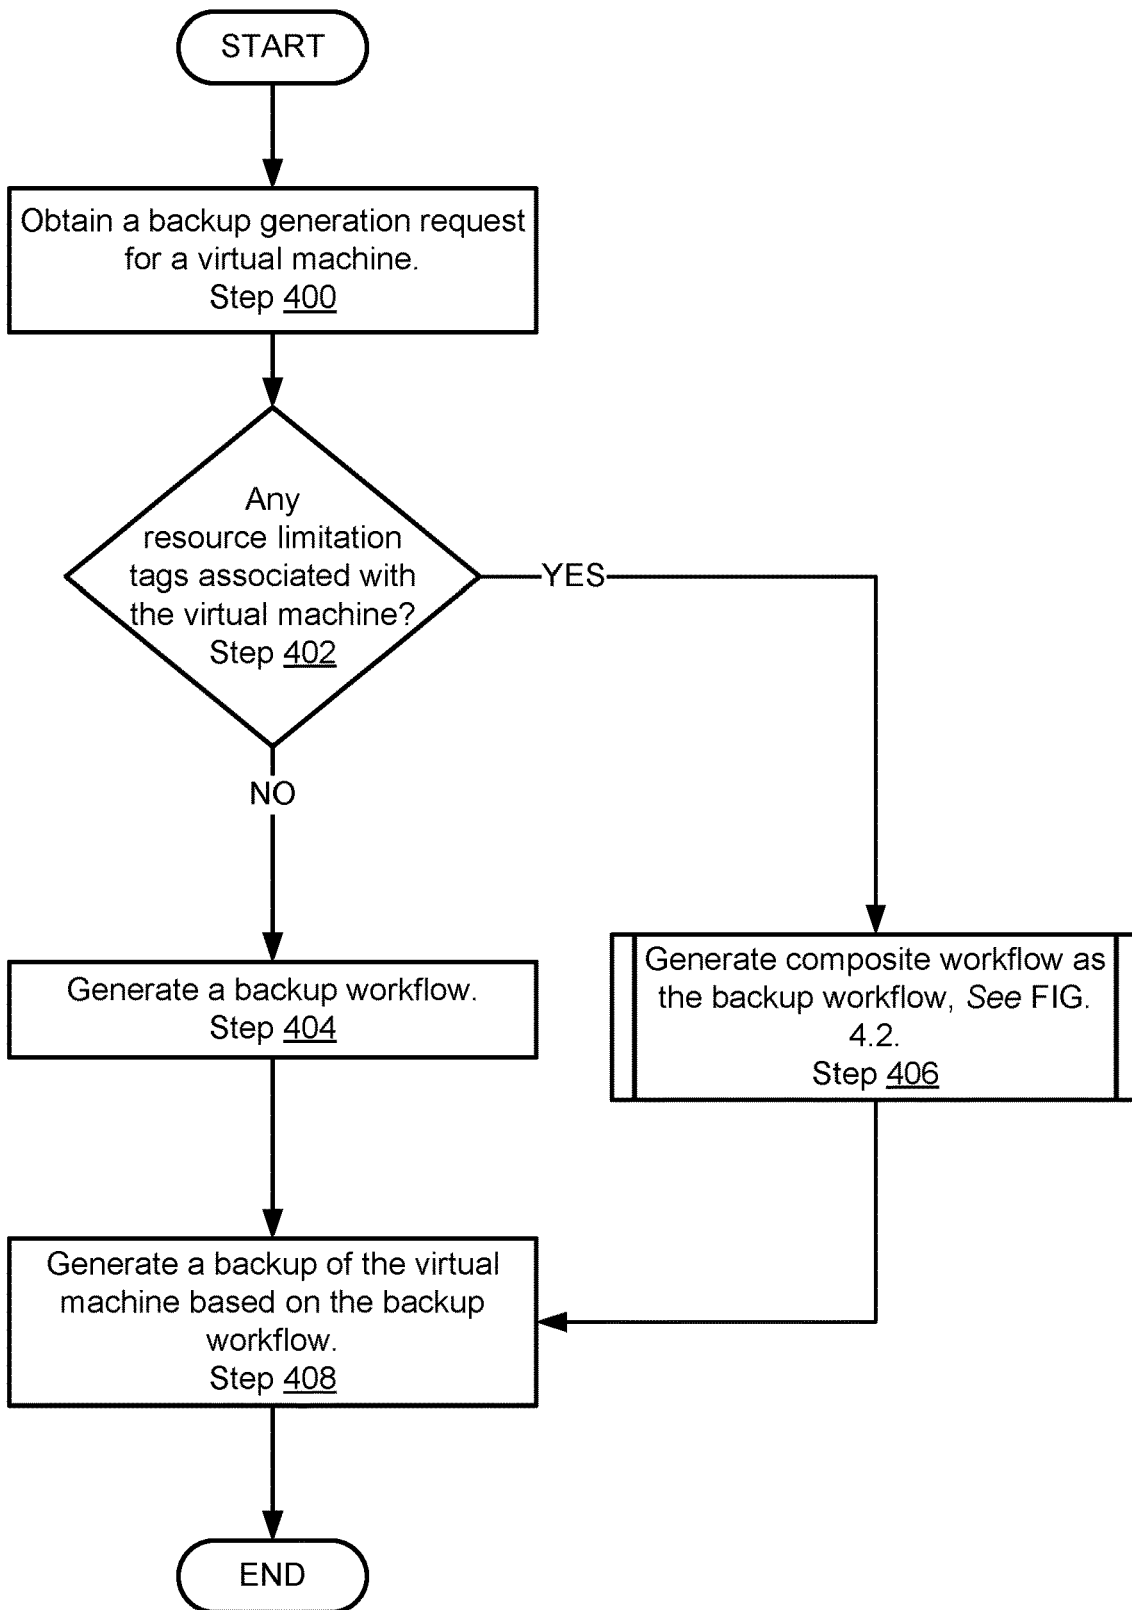 START
Obtain a backup generation request
for a virtual machine.
Step 400
Any
resource limitation
tags associated with
the virtual machine?
Step 402
YES
NO
Generate a backup workflow.
Step 404
Generate composite workflow as
the backup workflow, See FIG.
4.2.
Step 406
Generate a backup of the virtual
machine based on the backup
workflow.
Step 408
END